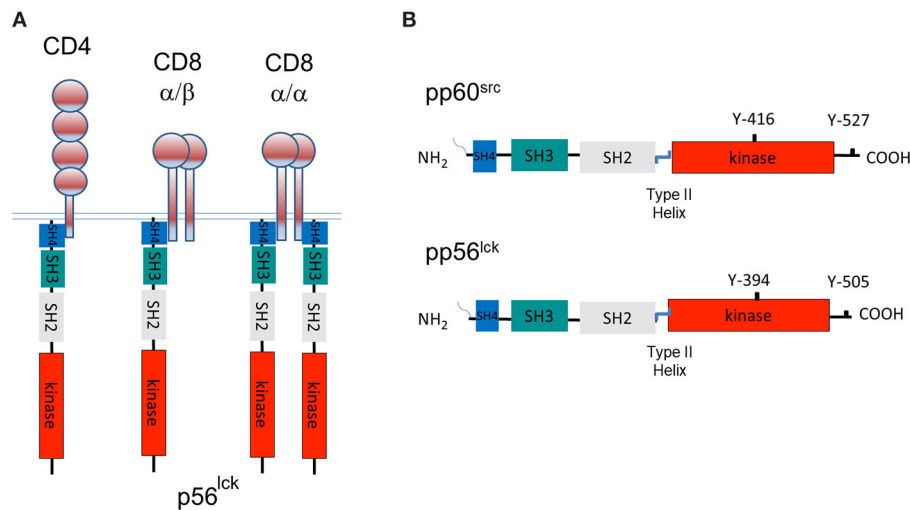 A
CD4
CD8
α/β
CD8
α/α
SH4
SH3
SH2
kinase
SH4
SH3
SH2
kinase
SH4
SH3
SH2
kinase
SH4
SH3
SH2
kinase
p56lck
B
pp60src
Y-416
Y-527
NH2
SH4
SH3
SH2
kinase
COOH
Type II
Helix
pp56lck
Y-394
Y-505
NH2
SH4
SH3
SH2
kinase
COOH
Type II
Helix